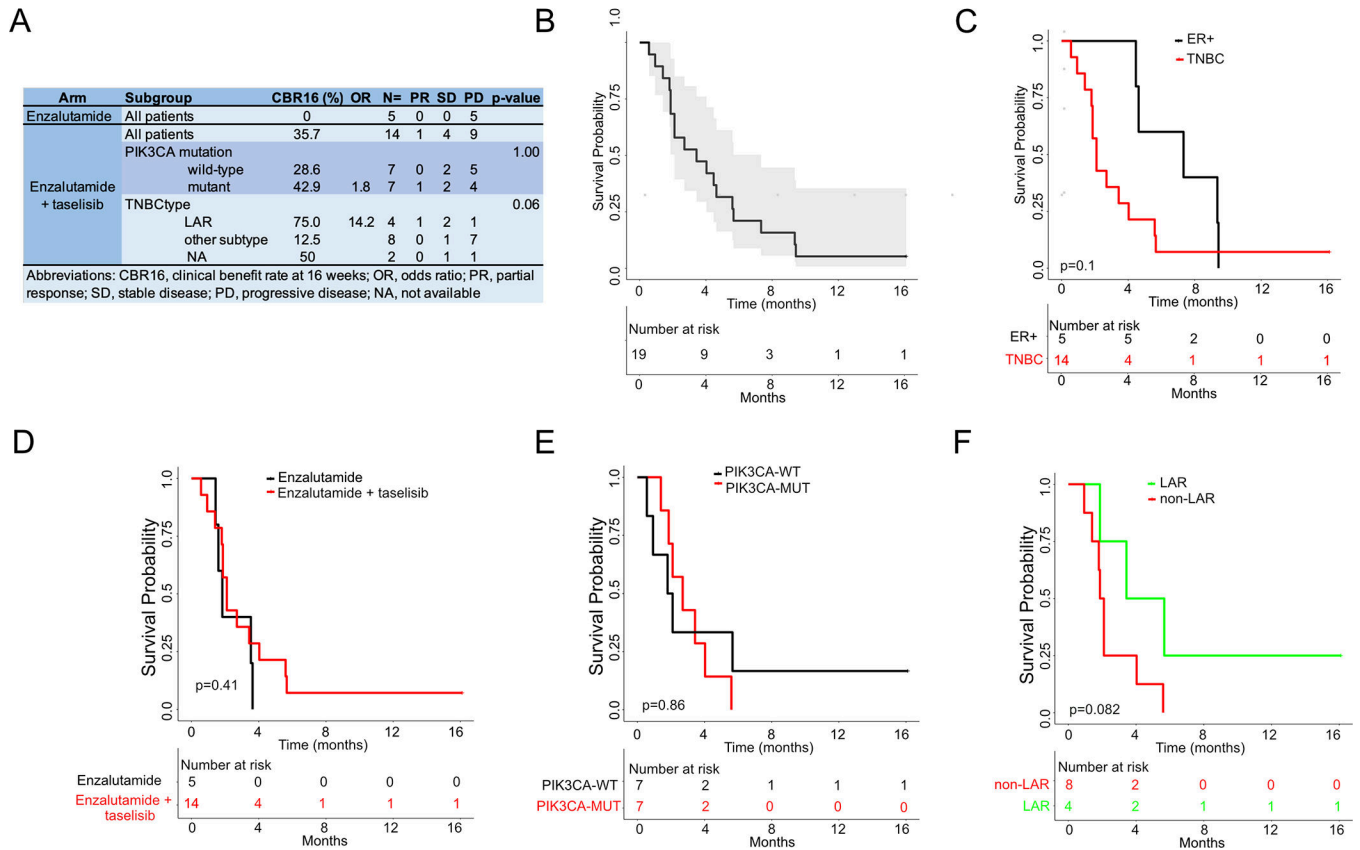 A
Arm Subgroup CBR16 (%) OR N= PR SD PD p-value
Enzalutamide All patients 0 5 0 0 5
Enzalutamide + taselisib All patients 35.7 14 1 4 9
PIK3CA mutation 1.00
wild-type 28.6 7 0 2 5
mutant 42.9 1.8 7 1 2 4
TNBCtype 0.06
LAR 75.0 14.2 4 1 2 1
other subtype 12.5 8 0 1 7
NA 50 2 0 1 1
Abbreviations: CBR16, clinical benefit rate at 16 weeks; OR, odds ratio; PR, partial
response; SD, stable disease; PD, progressive disease; NA, not available
B
Survival Probability
1.0
0.75
0.5
0.25
0.0
0 4 8 12 16
Time (months)
Number at risk
19 9 3 1 1
0 4 8 12 16
Months
C
ER+
TNBC
Survival Probability
1.0
0.75
0.5
0.25
0.0
p=0.1
0 4 8 12 16
Time (months)
Number at risk
ER+ 5 5 2 0 0
TNBC 14 4 1 1 1
0 4 8 12 16
Months
D
Enzalutamide
Enzalutamide + taselisib
Survival Probability
1.0
0.75
0.5
0.25
0.0
p=0.41
0 4 8 12 16
Time (months)
Number at risk
Enzalutamide 5 0 0 0 0
Enzalutamide + 14 4 1 1 1
taselisib
0 4 8 12 16
Months
E
PIK3CA-WT
PIK3CA-MUT
Survival Probability
1.0
0.75
0.5
0.25
0.0
p=0.86
0 4 8 12 16
Time (months)
Number at risk
PIK3CA-WT 7 2 1 1 1
PIK3CA-MUT 7 2 0 0 0
0 4 8 12 16
Months
F
LAR
non-LAR
Survival Probability
1.0
0.75
0.5
0.25
0.0
p=0.082
0 4 8 12 16
Time (months)
Number at risk
non-LAR 8 2 0 0 0
LAR 4 2 1 1 1
0 4 8 12 16
Months